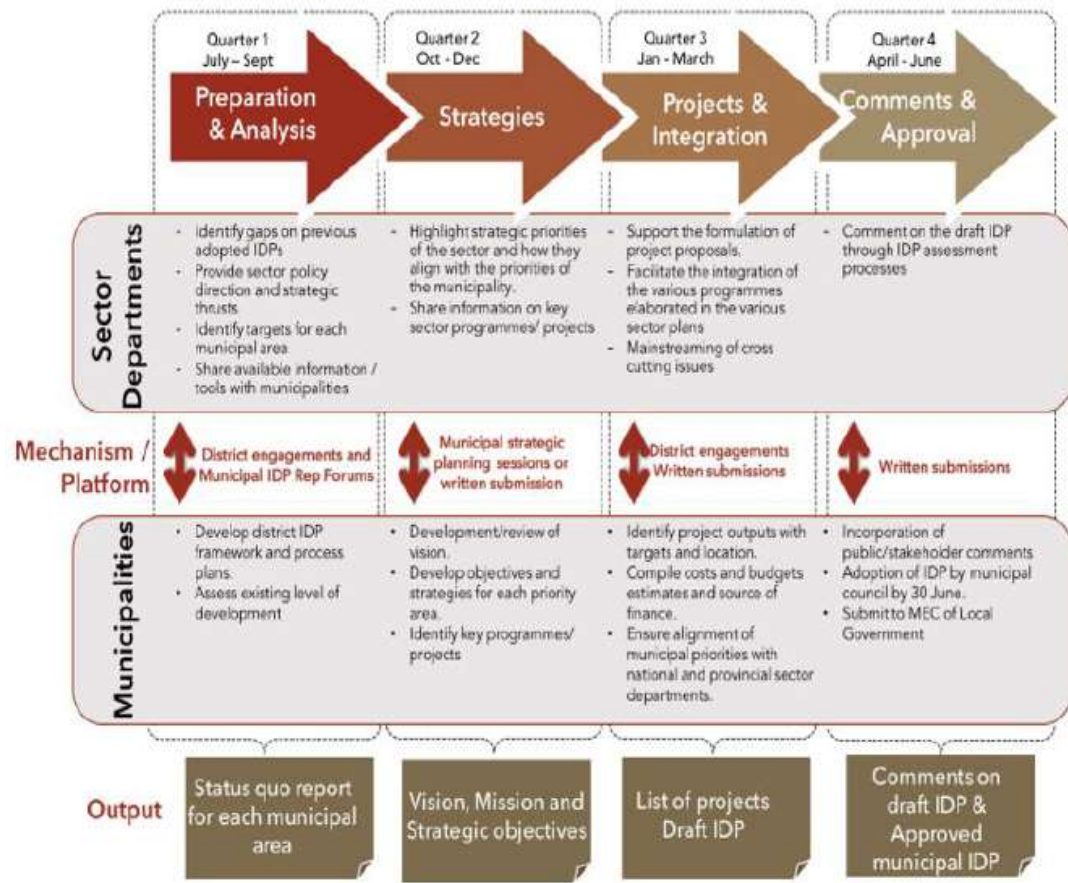 Quarter 1
July – Sept
Preparation
& Analysis
Quarter 2
Oct - Dec
Strategies
Quarter 3
Jan - March
Projects &
Integration
Quarter 4
April - June
Comments &
Approval
Sector
Departments
- Identify gaps on previous
adopted IDPs
- Provide sector policy
direction and strategic
thrusts
- Identify targets for each
municipal area
- Share available information /
tools with municipalities
- Highlight strategic priorities
of the sector and how they
align with the priorities of
the municipality.
- Share information on key
sector programmes/ projects
- Support the formulation of
project proposals.
- Facilitate the integration of
the various programmes
elaborated in the various
sector plans
- Mainstreaming of cross
cutting issues
- Comment on the draft IDP
through IDP assessment
processes
Mechanism /
Platform
District engagements and
Municipal IDP Rep Forums
Municipal strategic
planning sessions or
written submission
District engagements
Written submissions
Written submissions
Municipalities
• Develop district IDP
framework and process
plans.
• Assess existing level of
development
• Development/review of
vision.
• Develop objectives and
strategies for each priority
area.
• Identify key programmes/
projects
• Identify project outputs with
targets and location.
• Compile costs and budgets
estimates and source of
finance.
• Ensure alignment of
municipal priorities with
national and provincial sector
departments.
• Incorporation of
public/stakeholder comments
• Adoption of IDP by municipal
council by 30 June.
• Submit to MEC of Local
Government
Output
Status quo report
for each municipal
area
Vision, Mission and
Strategic objectives
List of projects
Draft IDP
Comments on
draft IDP &
Approved
municipal IDP